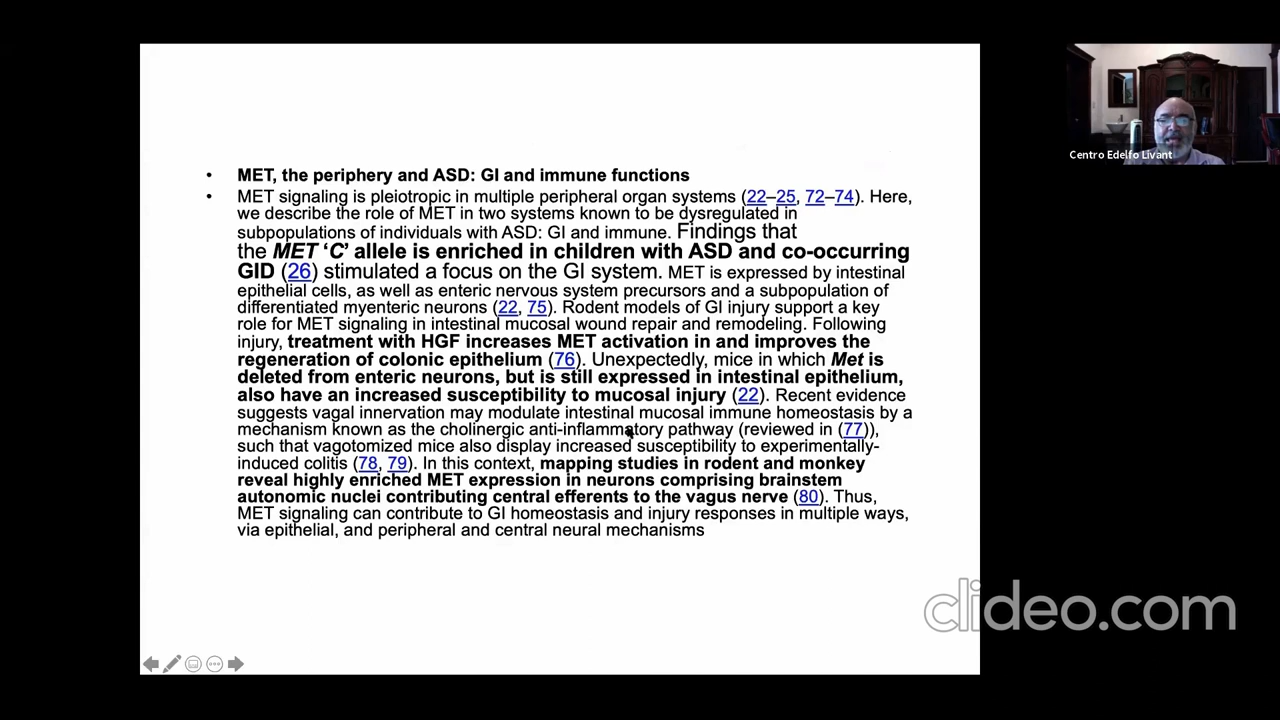 • MET, the periphery and ASD: GI and immune functions
• MET signaling is pleiotropic in multiple peripheral organ systems (22–25, 72–74). Here,
we describe the role of MET in two systems known to be dysregulated in
subpopulations of individuals with ASD: GI and immune. Findings that
the MET ‘C’ allele is enriched in children with ASD and co-occurring
GID (26) stimulated a focus on the GI system. MET is expressed by intestinal
epithelial cells, as well as enteric nervous system precursors and a subpopulation of
differentiated myenteric neurons (22, 75). Rodent models of GI injury support a key
role for MET signaling in intestinal mucosal wound repair and remodeling. Following
injury, treatment with HGF increases MET activation in and improves the
regeneration of colonic epithelium (76). Unexpectedly, mice in which Met is
deleted from enteric neurons, but is still expressed in intestinal epithelium,
also have an increased susceptibility to mucosal injury (22). Recent evidence
suggests vagal innervation may modulate intestinal mucosal immune homeostasis by a
mechanism known as the cholinergic anti-inflammatory pathway (reviewed in (77)),
such that vagotomized mice also display increased susceptibility to experimentally-
induced colitis (78, 79). In this context, mapping studies in rodent and monkey
reveal highly enriched MET expression in neurons comprising brainstem
autonomic nuclei contributing central efferents to the vagus nerve (80). Thus,
MET signaling can contribute to GI homeostasis and injury responses in multiple ways,
via epithelial, and peripheral and central neural mechanisms
Centro Edelfo Livant
clideo.com